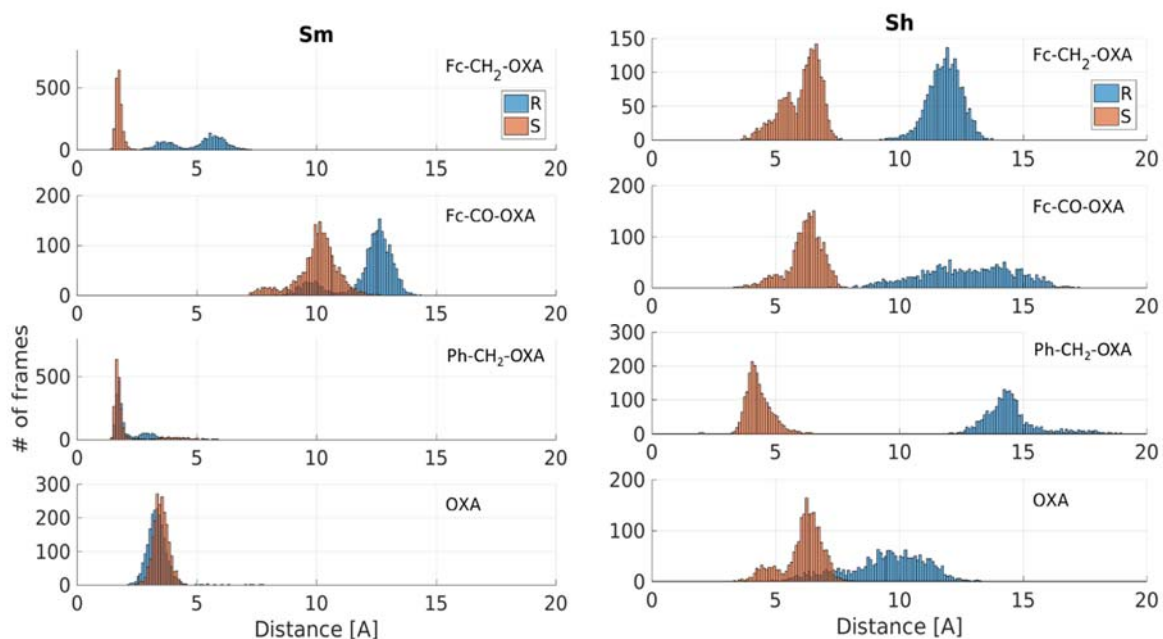 Sm
Fc-CH2-OXA
R
S
500
0
0 5 10 15 20
Fc-CO-OXA
200
100
0
0 5 10 15 20
Ph-CH2-OXA
500
0
0 5 10 15 20
OXA
300
200
100
0
0 5 10 15 20
# of frames
Distance [A]
Sh
Fc-CH2-OXA
R
S
150
100
50
0
0 5 10 15 20
Fc-CO-OXA
200
100
0
0 5 10 15 20
Ph-CH2-OXA
300
200
100
0
0 5 10 15 20
OXA
200
100
0
0 5 10 15 20
Distance [A]